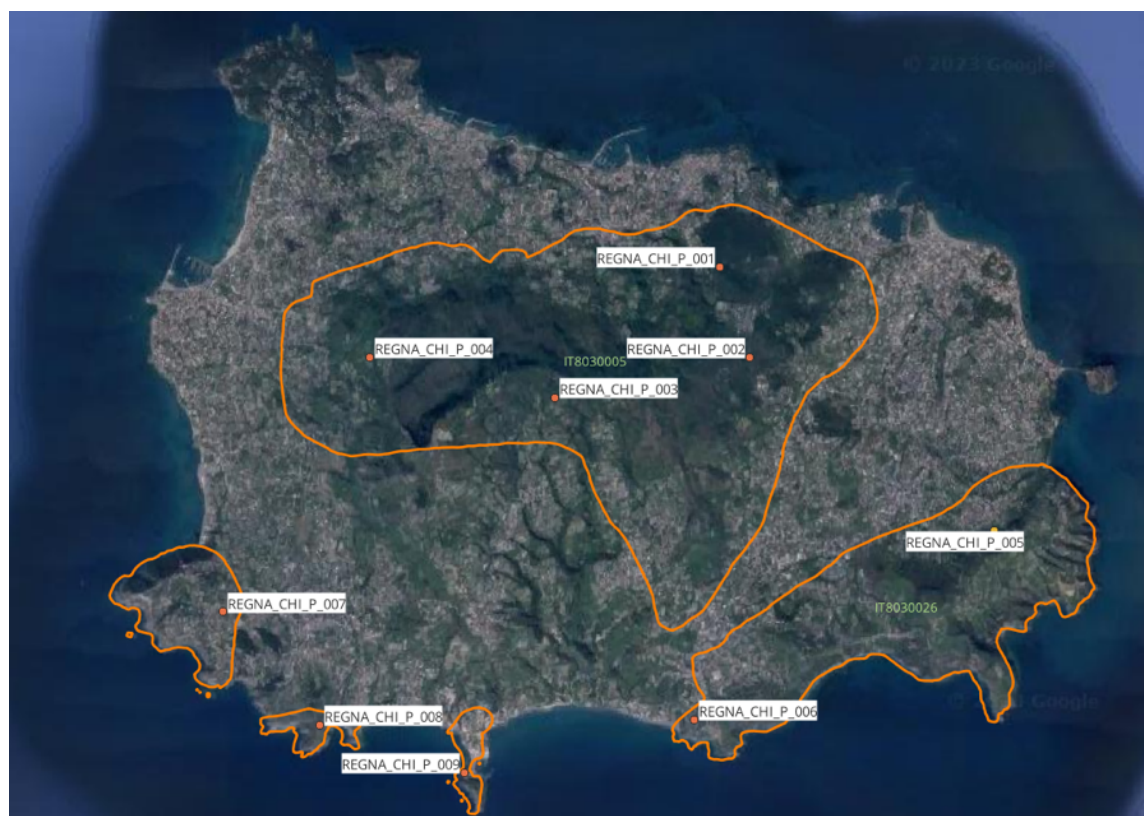 © 2023 Google
REGNA_CHI_P_001
REGNA_CHI_P_004
REGNA_CHI_P_002
IT8030005
REGNA_CHI_P_003
REGNA_CHI_P_005
REGNA_CHI_P_007
IT8030026
REGNA_CHI_P_006
REGNA_CHI_P_008
REGNA_CHI_P_009